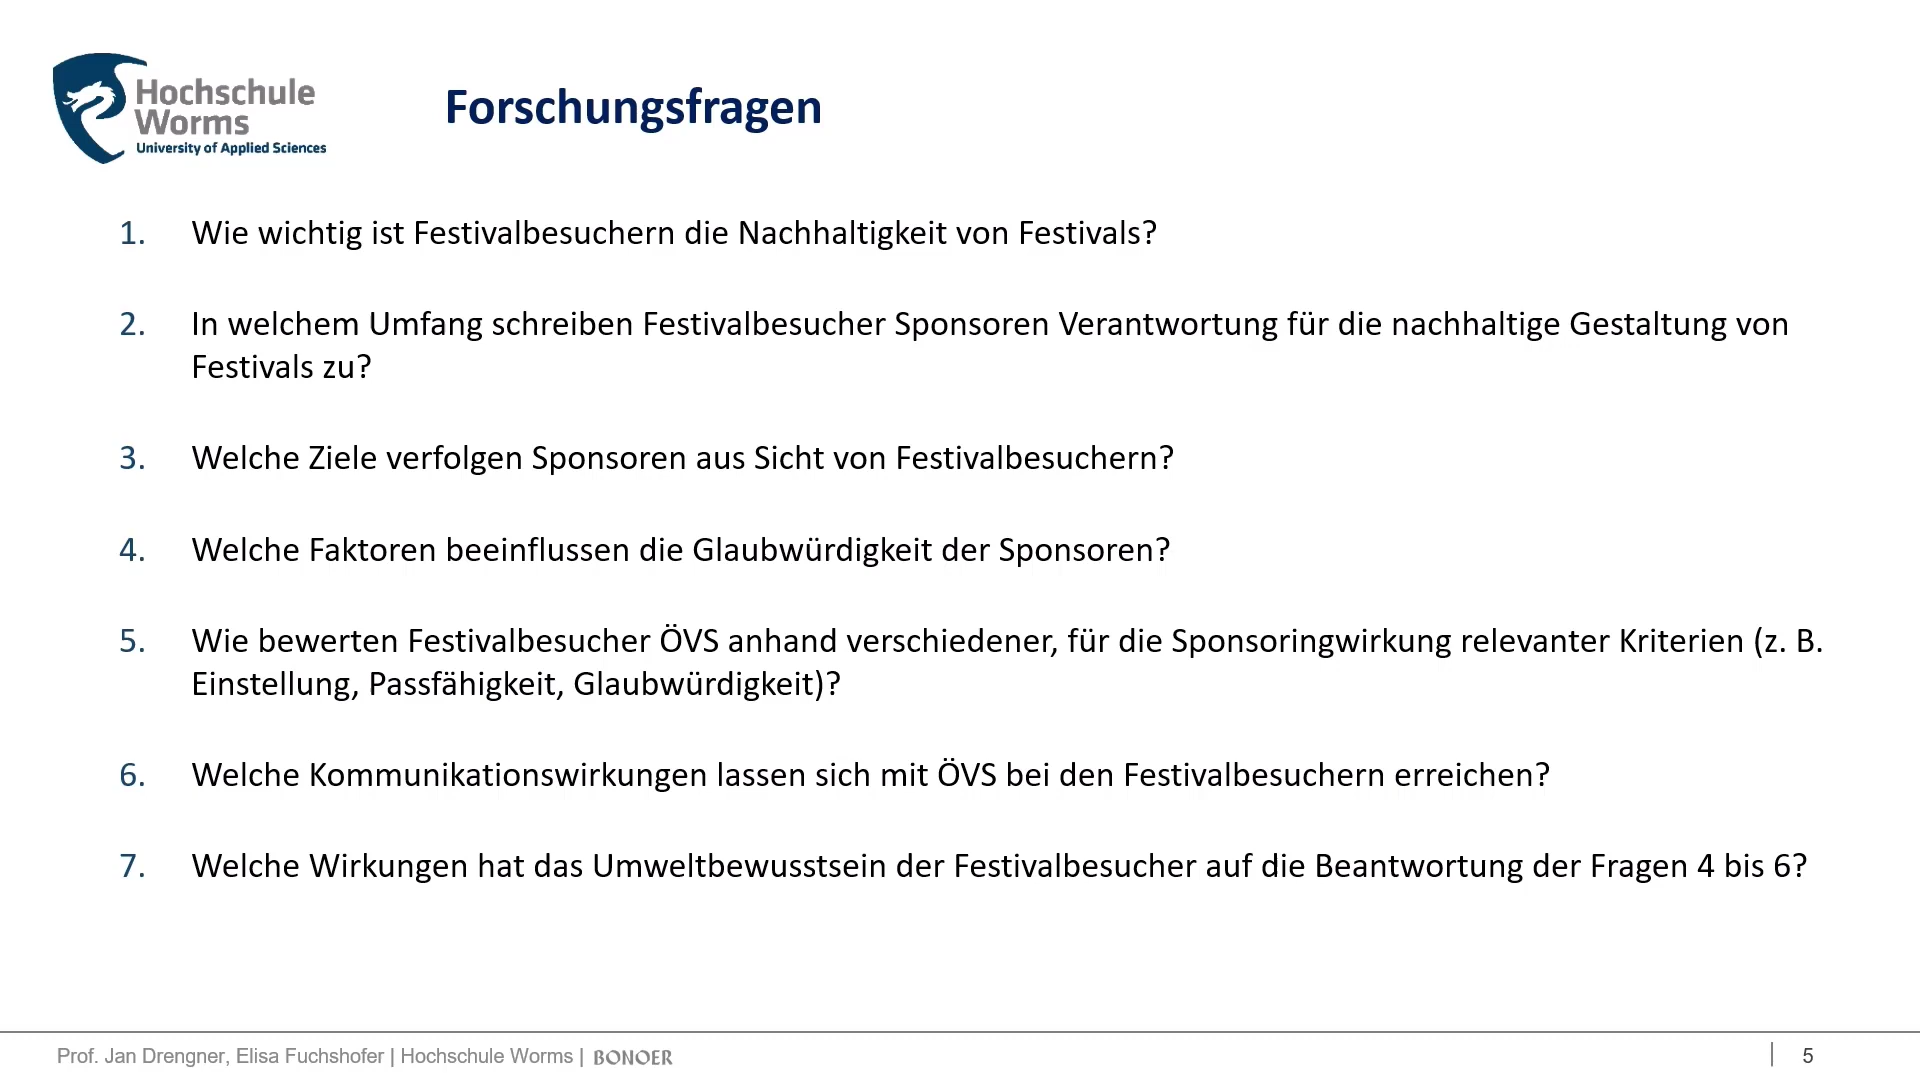 Hochschule
Worms
University of Applied Sciences
Forschungsfragen
1. Wie wichtig ist Festivalbesuchern die Nachhaltigkeit von Festivals?
2. In welchem Umfang schreiben Festivalbesucher Sponsoren Verantwortung für die nachhaltige Gestaltung von
Festivals zu?
3. Welche Ziele verfolgen Sponsoren aus Sicht von Festivalbesuchern?
4. Welche Faktoren beeinflussen die Glaubwürdigkeit der Sponsoren?
5. Wie bewerten Festivalbesucher ÖVS anhand verschiedener, für die Sponsoringwirkung relevanter Kriterien (z. B.
Einstellung, Passfähigkeit, Glaubwürdigkeit)?
6. Welche Kommunikationswirkungen lassen sich mit ÖVS bei den Festivalbesuchern erreichen?
7. Welche Wirkungen hat das Umweltbewusstsein der Festivalbesucher auf die Beantwortung der Fragen 4 bis 6?
Prof. Jan Drengner, Elisa Fuchshofer | Hochschule Worms | BONOER
5